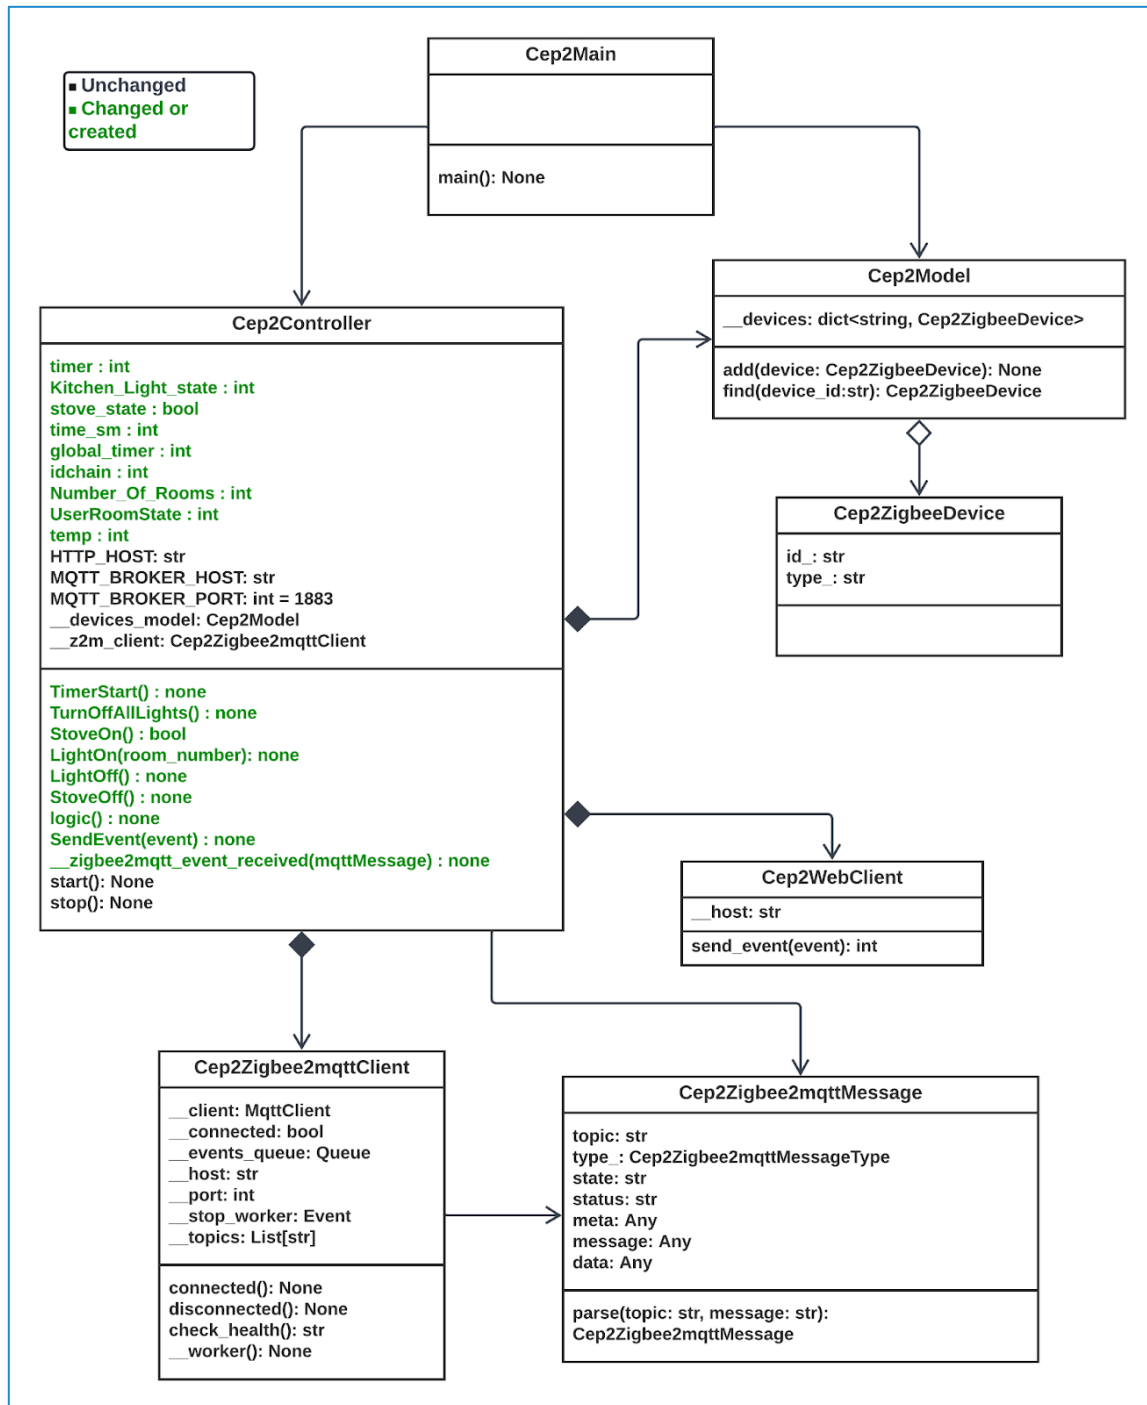 Cep2Main
■ Unchanged
■ Changed or
created
main(): None
Cep2Model
__devices: dict<string, Cep2ZigbeeDevice>
add(device: Cep2ZigbeeDevice): None
find(device_id:str): Cep2ZigbeeDevice
Cep2Controller
timer : int
Kitchen_Light_state : int
stove_state : bool
time_sm : int
global_timer : int
idchain : int
Number_Of_Rooms : int
UserRoomState : int
temp : int
HTTP_HOST: str
MQTT_BROKER_HOST: str
MQTT_BROKER_PORT: int = 1883
__devices_model: Cep2Model
__z2m_client: Cep2Zigbee2mqttClient
TimerStart() : none
TurnOffAllLights() : none
StoveOn() : bool
LightOn(room_number): none
LightOff() : none
StoveOff() : none
logic() : none
SendEvent(event) : none
__zigbee2mqtt_event_received(mqttMessage) : none
start(): None
stop(): None
Cep2ZigbeeDevice
id_: str
type_: str
Cep2WebClient
__host: str
send_event(event): int
Cep2Zigbee2mqttClient
__client: MqttClient
__connected: bool
__events_queue: Queue
__host: str
__port: int
__stop_worker: Event
__topics: List[str]
connected(): None
disconnected(): None
check_health(): str
__worker(): None
Cep2Zigbee2mqttMessage
topic: str
type_: Cep2Zigbee2mqttMessageType
state: str
status: str
meta: Any
message: Any
data: Any
parse(topic: str, message: str):
Cep2Zigbee2mqttMessage